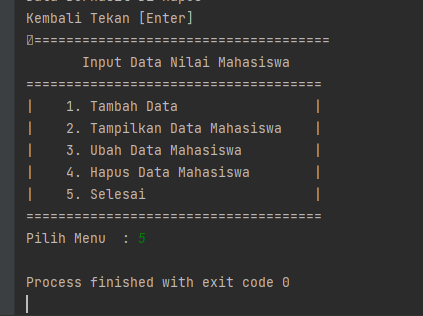 Kembali Tekan [Enter]
=====================================
Input Data Nilai Mahasiswa
=====================================
|    1. Tambah Data                 |
|    2. Tampilkan Data Mahasiswa    |
|    3. Ubah Data Mahasiswa         |
|    4. Hapus Data Mahasiswa        |
|    5. Selesai                     |
=====================================
Pilih Menu  : 5
Process finished with exit code 0